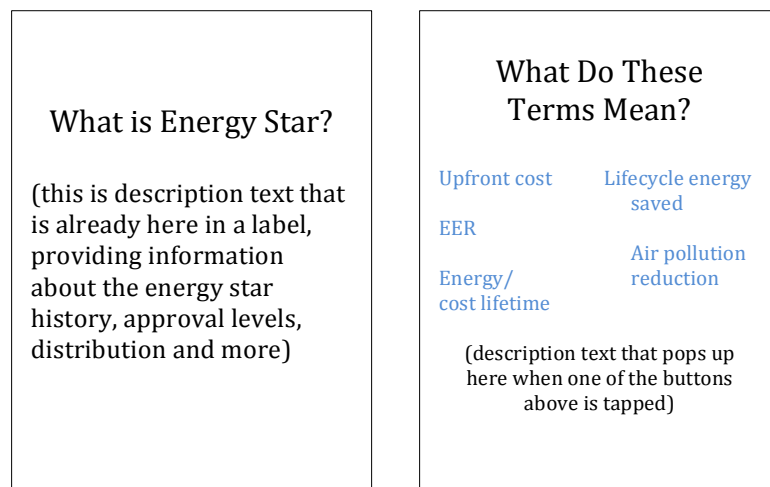 What is Energy Star?
(this is description text that
is already here in a label,
providing information
about the energy star
history, approval levels,
distribution and more)
What Do These
Terms Mean?
Upfront cost
EER
Energy/
cost lifetime
Lifecycle energy
saved
Air pollution
reduction
(description text that pops up
here when one of the buttons
above is tapped)